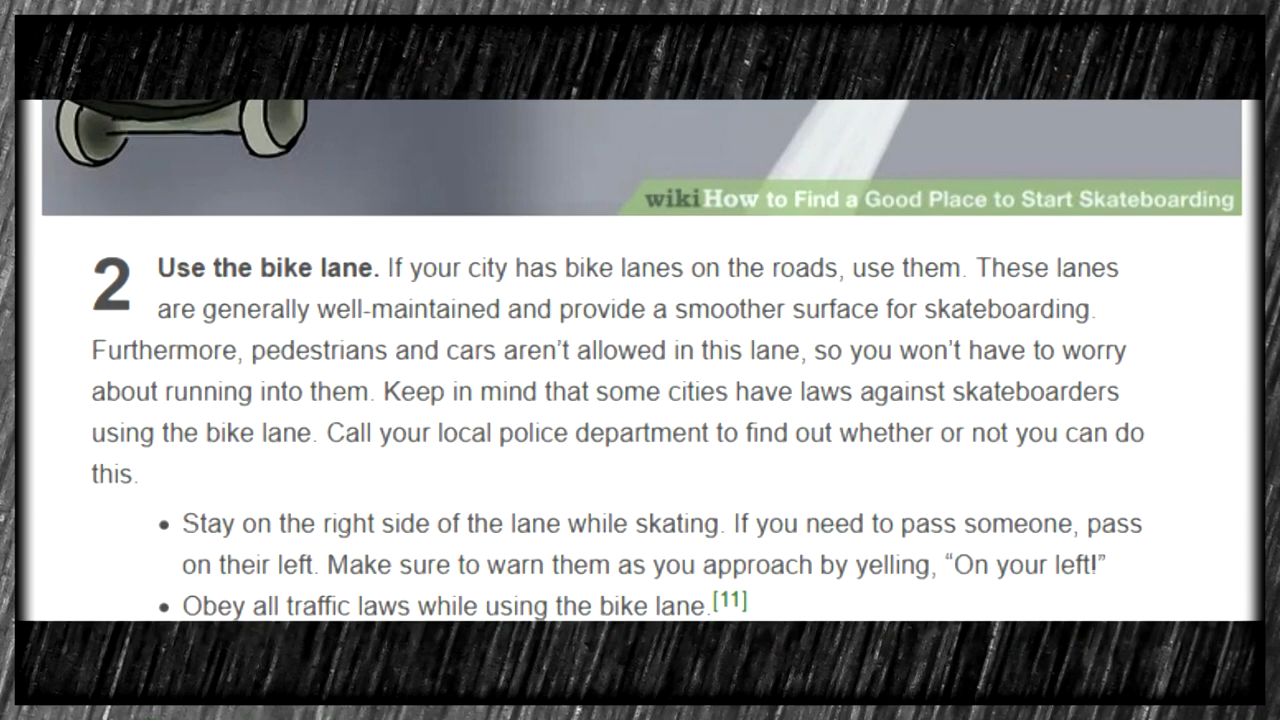 wikiHow to Find a Good Place to Start Skateboarding
2 Use the bike lane. If your city has bike lanes on the roads, use them. These lanes
are generally well-maintained and provide a smoother surface for skateboarding.
Furthermore, pedestrians and cars aren’t allowed in this lane, so you won’t have to worry
about running into them. Keep in mind that some cities have laws against skateboarders
using the bike lane. Call your local police department to find out whether or not you can do
this.
• Stay on the right side of the lane while skating. If you need to pass someone, pass
on their left. Make sure to warn them as you approach by yelling, “On your left!”
• Obey all traffic laws while using the bike lane.[11]